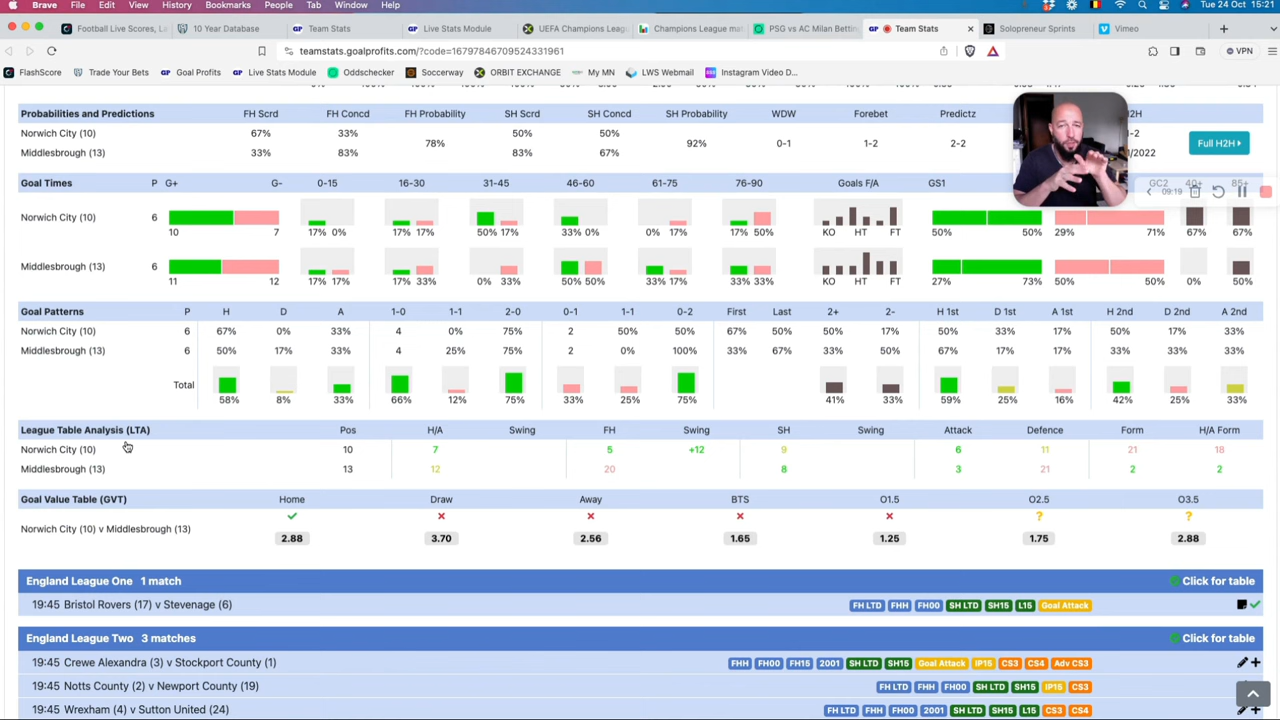 Brave File Edit View History Bookmarks People Tab Window Help Tue 24 Oct 15:21
Football Live Scores, L 10 Year Database Team Stats Live Stats Module UEFA Champions Leag Champions League ma PSG vs AC Milan Bettin Team Stats Solopreneur Sprints Vimeo
teamstats.goalprofits.com/?code=16797846709524331961 VPN
FlashScore Trade Your Bets Goal Profits Live Stats Module Oddschecker Soccerway ORBIT EXCHANGE My MN LWS Webmail Instagram Video D...
Probabilities and Predictions FH Scrd FH Concd FH Probability SH Scrd SH Concd SH Probability WDW Forebet Predictz H2H
Norwich City (10) 67% 33% 78% 50% 50% 92% 0-1 1-2 2-2 Full H2H
Middlesbrough (13) 33% 83% 83% 67%
09:19
Goal Times P G+ G- 0-15 16-30 31-45 46-60 61-75 76-90 Goals F/A GS1 GC2 40+ 85+
Norwich City (10) 6
10 7 17% 0% 17% 17% 50% 17% 33% 0% 0% 17% 17% 50% KO HT FT 50% 50% 29% 71% 67% 67%
Middlesbrough (13) 6
11 12 17% 17% 17% 33% 0% 33% 50% 50% 33% 17% 33% 33% KO HT FT 27% 73% 50% 50% 0% 50%
Goal Patterns P H D A 1-0 1-1 2-0 0-1 1-1 0-2 First Last 2+ 2- H 1st D 1st A 1st H 2nd D 2nd A 2nd
Norwich City (10) 6 67% 0% 33% 4 0% 75% 2 50% 50% 67% 50% 50% 17% 50% 33% 17% 50% 17% 33%
Middlesbrough (13) 6 50% 17% 33% 4 25% 75% 2 0% 100% 33% 67% 33% 50% 67% 17% 17% 33% 33% 33%
Total
58% 8% 33% 66% 12% 75% 33% 25% 75% 41% 33% 59% 25% 16% 42% 25% 33%
League Table Analysis (LTA) Pos H/A Swing FH Swing SH Swing Attack Defence Form H/A Form
Norwich City (10) 10 7 5 +12 9 6 11 21 18
Middlesbrough (13) 13 12 20 8 3 21 2 2
Goal Value Table (GVT) Home Draw Away BTS O1.5 O2.5 O3.5
? ?
Norwich City (10) v Middlesbrough (13)
2.88 3.70 2.56 1.65 1.25 1.75 2.88
England League One 1 match Click for table
19:45 Bristol Rovers (17) v Stevenage (6) FH LTD FHH FH00 SH LTD SH15 L15 Goal Attack
England League Two 3 matches Click for table
19:45 Crewe Alexandra (3) v Stockport County (1) FHH FH00 FH15 2001 SH LTD SH15 Goal Attack IP15 CS3 CS4 Adv CS3
19:45 Notts County (2) v Newport County (19) FH LTD FHH FH00 SH LTD SH15 IP15 CS3
19:45 Wrexham (4) v Sutton United (24) FH LTD FHH FH00 2001 SH LTD SH15 L15 CS3 CS4